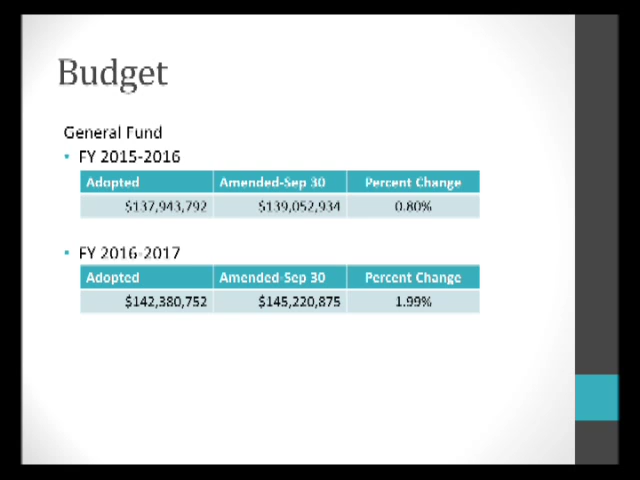 Budget
General Fund
• FY 2015-2016
Adopted Amended-Sep 30 Percent Change
$137,943,792 $139,052,934 0.80%
• FY 2016-2017
Adopted Amended-Sep 30 Percent Change
$142,380,752 $145,220,875 1.99%